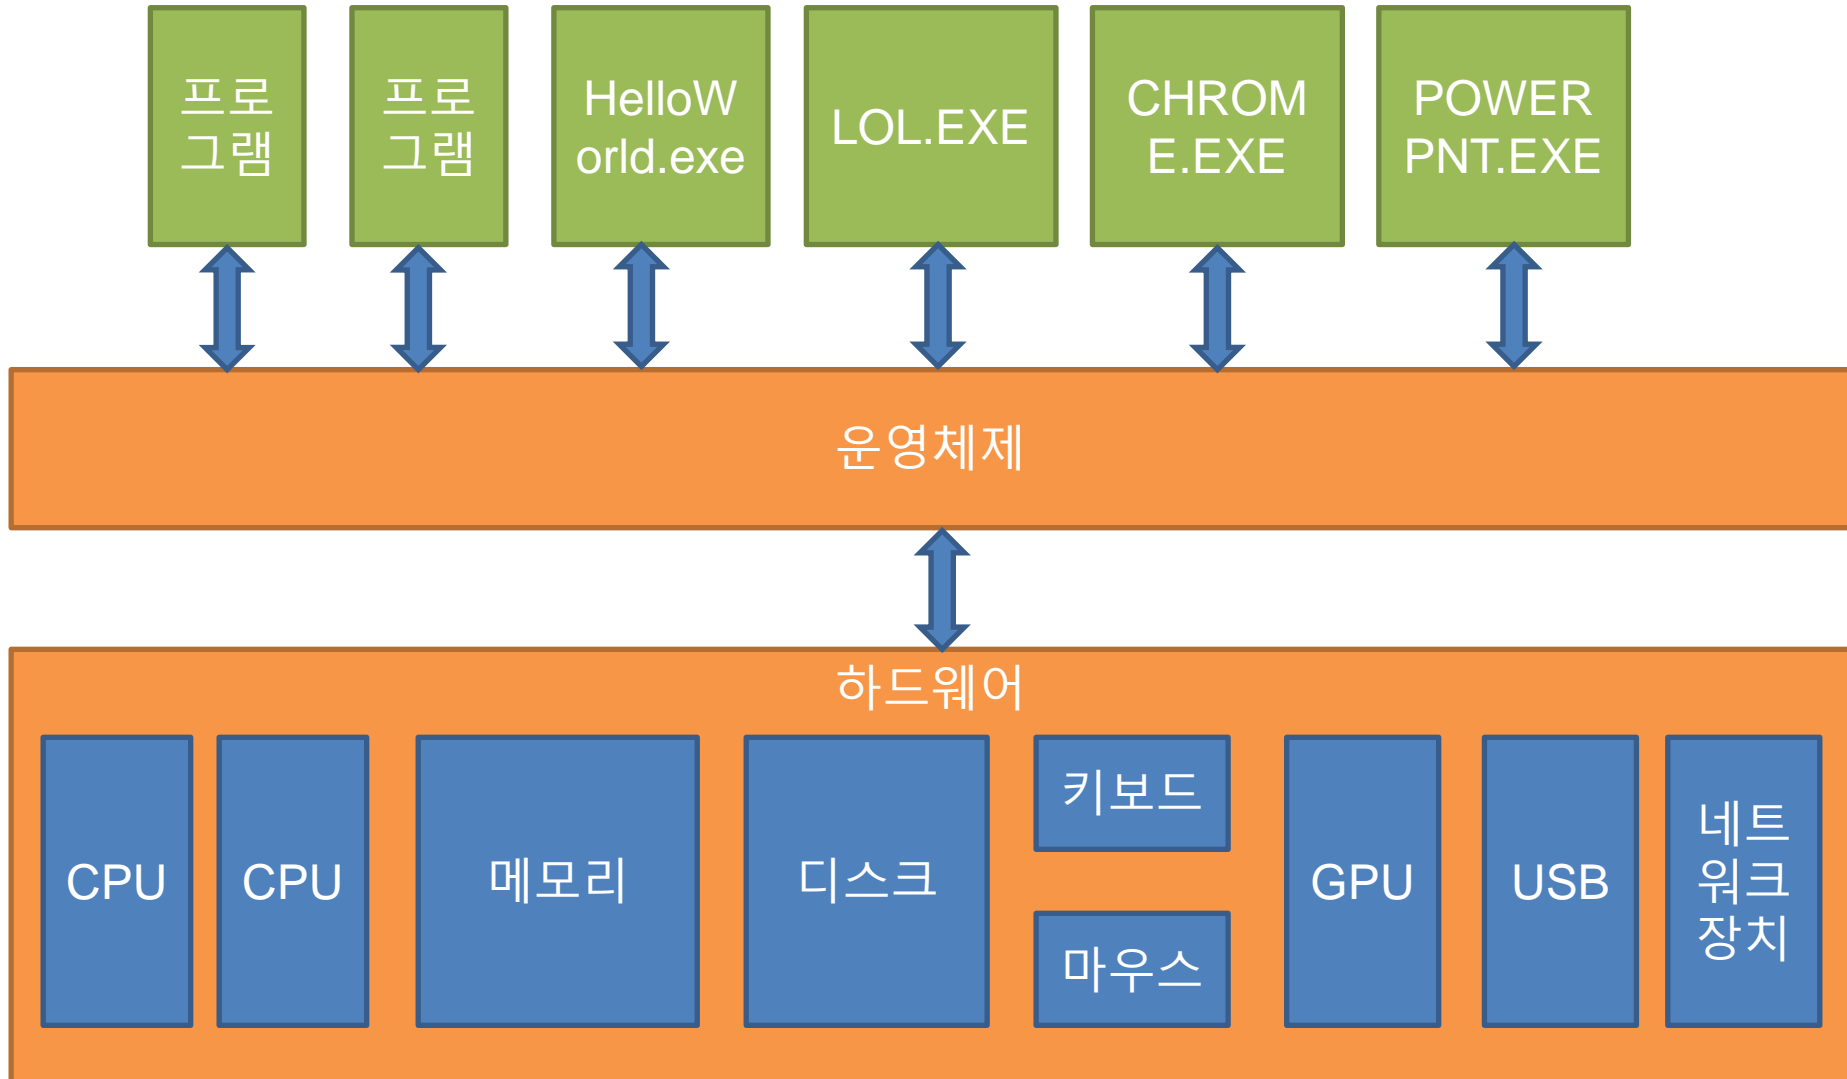 프로
그램
프로
그램
HelloW
orld.exe
LOL.EXE
CHROM
E.EXE
POWER
PNT.EXE
운영체제
하드웨어
CPU
CPU
메모리
디스크
키보드
마우스
GPU
USB
네트
워크
장치